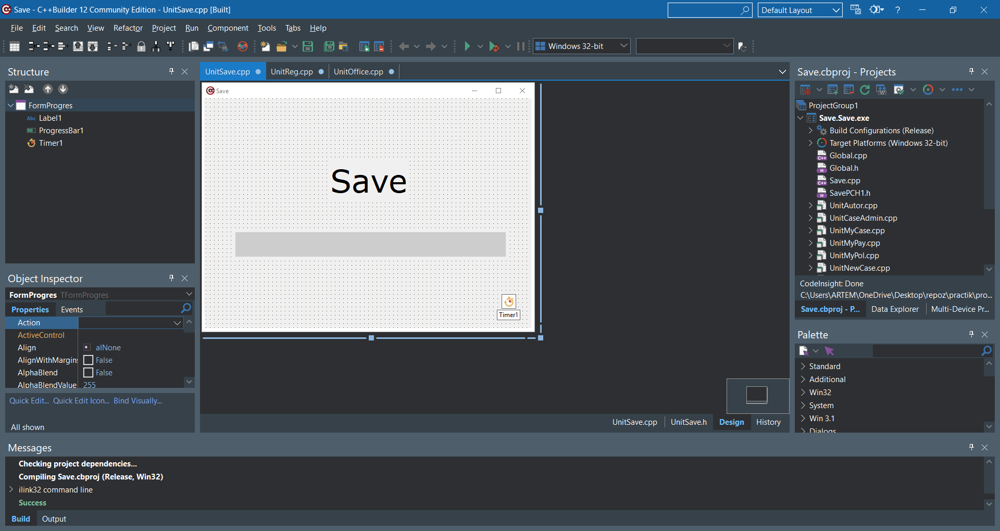 Save - C++Builder 12 Community Edition - UnitSave.cpp [Built]
Default Layout
?
File Edit Search View Refactor Project Run Component Tools Tabs Help
Windows 32-bit
Structure
FormProgres
Abc Label1
ProgressBar1
Timer1
Object Inspector
FormProgres TFormProgres
Properties Events
Action
ActiveControl
Align alNone
AlignWithMargins False
AlphaBlend False
AlphaBlendValue 255
Quick Edit... Quick Edit Icon... Bind Visually...
All shown
UnitSave.cpp UnitReg.cpp UnitOffice.cpp
Save
Save
Timer1
UnitSave.cpp UnitSave.h Design History
Save.cbproj - Projects
ProjectGroup1
Save.Save.exe
Build Configurations (Release)
Target Platforms (Windows 32-bit)
Global.cpp
Global.h
Save.cpp
SavePCH1.h
UnitAutor.cpp
UnitCaseAdmin.cpp
UnitMyCase.cpp
UnitMyPay.cpp
UnitMyPol.cpp
UnitNewCase.cpp
CodeInsight: Done
C:\Users\ARTEM\OneDrive\Desktop\repoz\practik\pro...
Save.cbproj - P... Data Explorer Multi-Device Pr...
Palette
Standard
Additional
Win32
System
Win 3.1
Dialogs
Messages
Checking project dependencies...
Compiling Save.cbproj (Release, Win32)
ilink32 command line
Success
Build Output